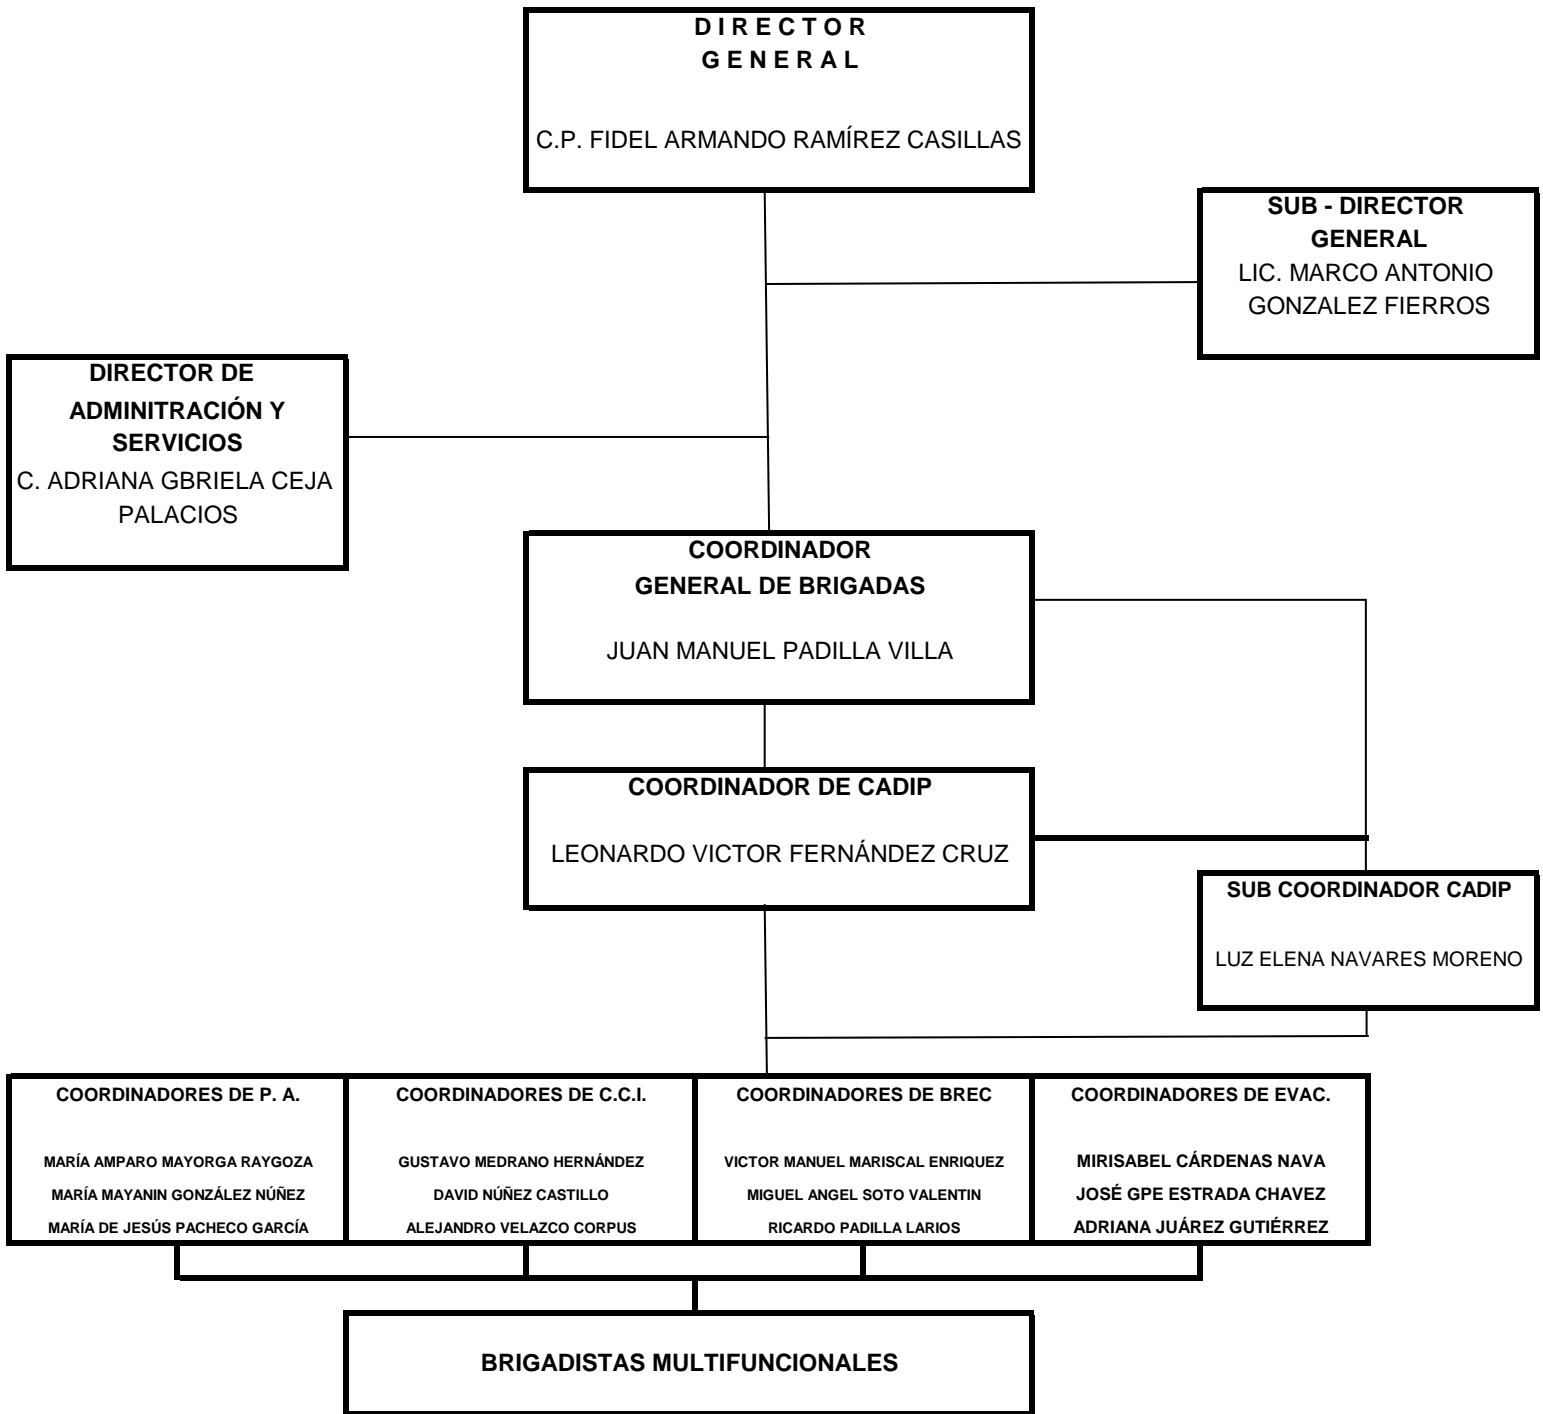 D I R E C T O R
G E N E R A L
C.P. FIDEL ARMANDO RAMÍREZ CASILLAS
SUB - DIRECTOR
GENERAL
LIC. MARCO ANTONIO
GONZALEZ FIERROS
DIRECTOR DE
ADMINITRACIÓN Y
SERVICIOS
C. ADRIANA GBRIELA CEJA
PALACIOS
COORDINADOR
GENERAL DE BRIGADAS
JUAN MANUEL PADILLA VILLA
COORDINADOR DE CADIP
LEONARDO VICTOR FERNÁNDEZ CRUZ
SUB COORDINADOR CADIP
LUZ ELENA NAVARES MORENO
COORDINADORES DE P. A.
MARÍA AMPARO MAYORGA RAYGOZA
MARÍA MAYANIN GONZÁLEZ NÚÑEZ
MARÍA DE JESÚS PACHECO GARCÍA
COORDINADORES DE C.C.I.
GUSTAVO MEDRANO HERNÁNDEZ
DAVID NÚÑEZ CASTILLO
ALEJANDRO VELAZCO CORPUS
COORDINADORES DE BREC
VICTOR MANUEL MARISCAL ENRIQUEZ
MIGUEL ANGEL SOTO VALENTIN
RICARDO PADILLA LARIOS
COORDINADORES DE EVAC.
MIRISABEL CÁRDENAS NAVA
JOSÉ GPE ESTRADA CHAVEZ
ADRIANA JUÁREZ GUTIÉRREZ
BRIGADISTAS MULTIFUNCIONALES